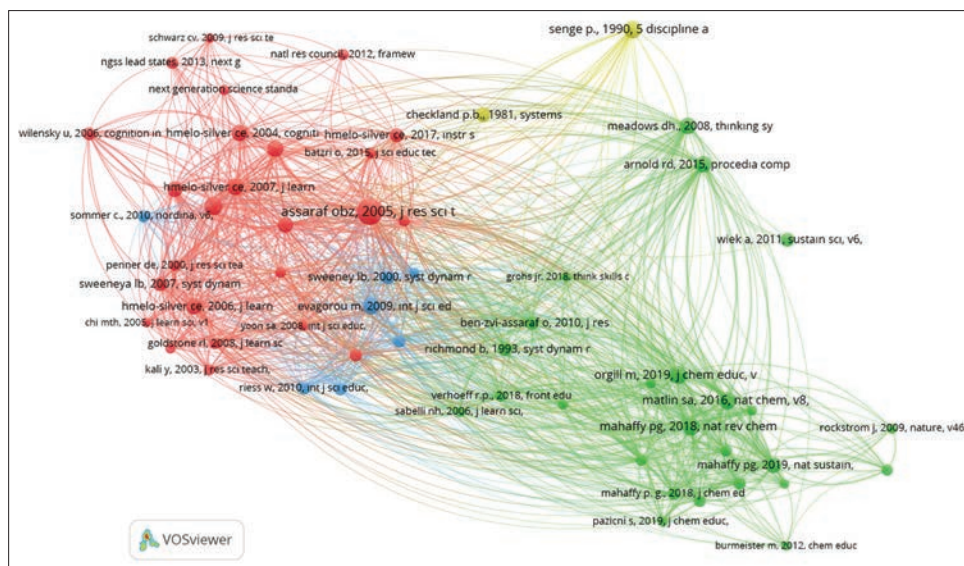 senge p., 1990, 5 discipline a
schwarz cv, 2009, j res sci te
natl res council, 2012, framew
ngss lead states, 2013, next g
next generation science standa
checkland p.b., 1981, systems
meadows dh., 2008, thinking sy
wilensky u, 2006, cognition in
hmelo-silver ce, 2004, cogniti
hmelo-silver ce, 2017, instr s
batzri o, 2015, j sci educ tec
arnold rd, 2015, procedia comp
hmelo-silver ce, 2007, j learn
sommer c., 2010, nordina, v6,
assaraf obz, 2005, j res sci t
wiek a, 2011, sustain sci, v6,
penner de, 2000, j res sci tea
sweeneya lb, 2007, syst dynam
sweeney lb, 2000, syst dynam r
grohs jr, 2018, think skills c
hmelo-silver ce, 2006, j learn
evagorou m, 2009, int j sci ed
chi mth, 2005, j learn sci, v1
yoon sa, 2008, int j sci educ,
ben-zvi-assaraf o, 2010, j res
goldstone rl, 2008, j learn sc
richmond b, 1993, syst dynam r
kali y, 2003, j res sci teach,
riess w, 2010, int j sci educ,
orgill m, 2019, j chem educ, v
verhoeff r.p., 2018, front edu
matlin sa, 2016, nat chem, v8,
sabelli nh, 2006, j learn sci,
mahaffy pg, 2018, nat rev chem
rockstrom j, 2009, nature, v46
mahaffy pg, 2019, nat sustain,
mahaffy p. g., 2018, j chem ed
pazicni s, 2019, j chem educ,
burmeister m, 2012, chem educ
VOSviewer